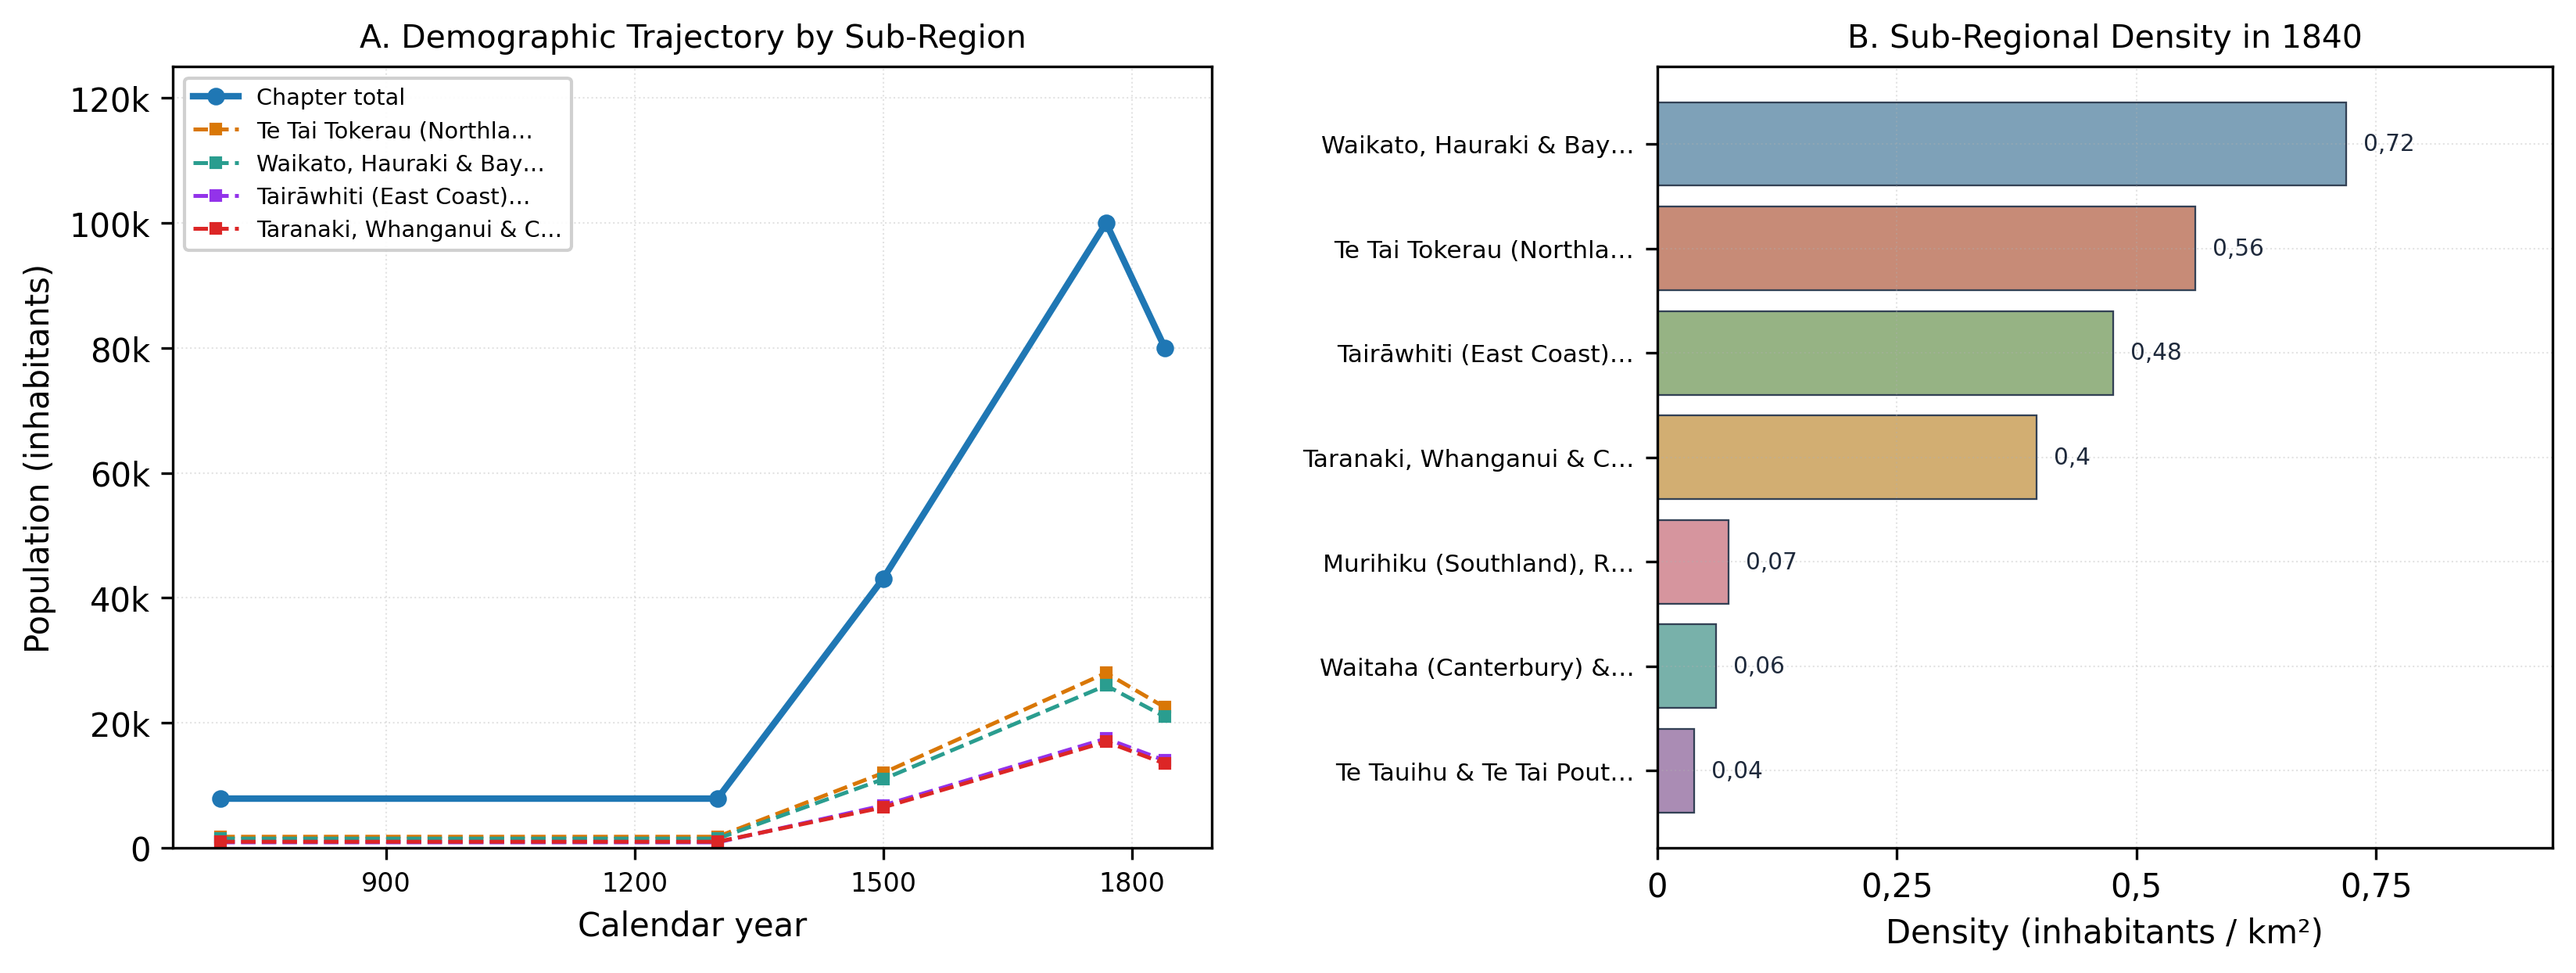 A. Demographic Trajectory by Sub-Region
Population (inhabitants)
120k
100k
80k
60k
40k
20k
0
Chapter total
Te Tai Tokerau (Northla...
Waikato, Hauraki & Bay...
Tairāwhiti (East Coast)...
Taranaki, Whanganui & C...
900
1200
1500
1800
Calendar year
B. Sub-Regional Density in 1840
Waikato, Hauraki & Bay... 0,72
Te Tai Tokerau (Northla... 0,56
Tairāwhiti (East Coast)... 0,48
Taranaki, Whanganui & C... 0,4
Murihiku (Southland), R... 0,07
Waitaha (Canterbury) &... 0,06
Te Tauihu & Te Tai Pout... 0,04
0
0,25
0,5
0,75
Density (inhabitants / km²)